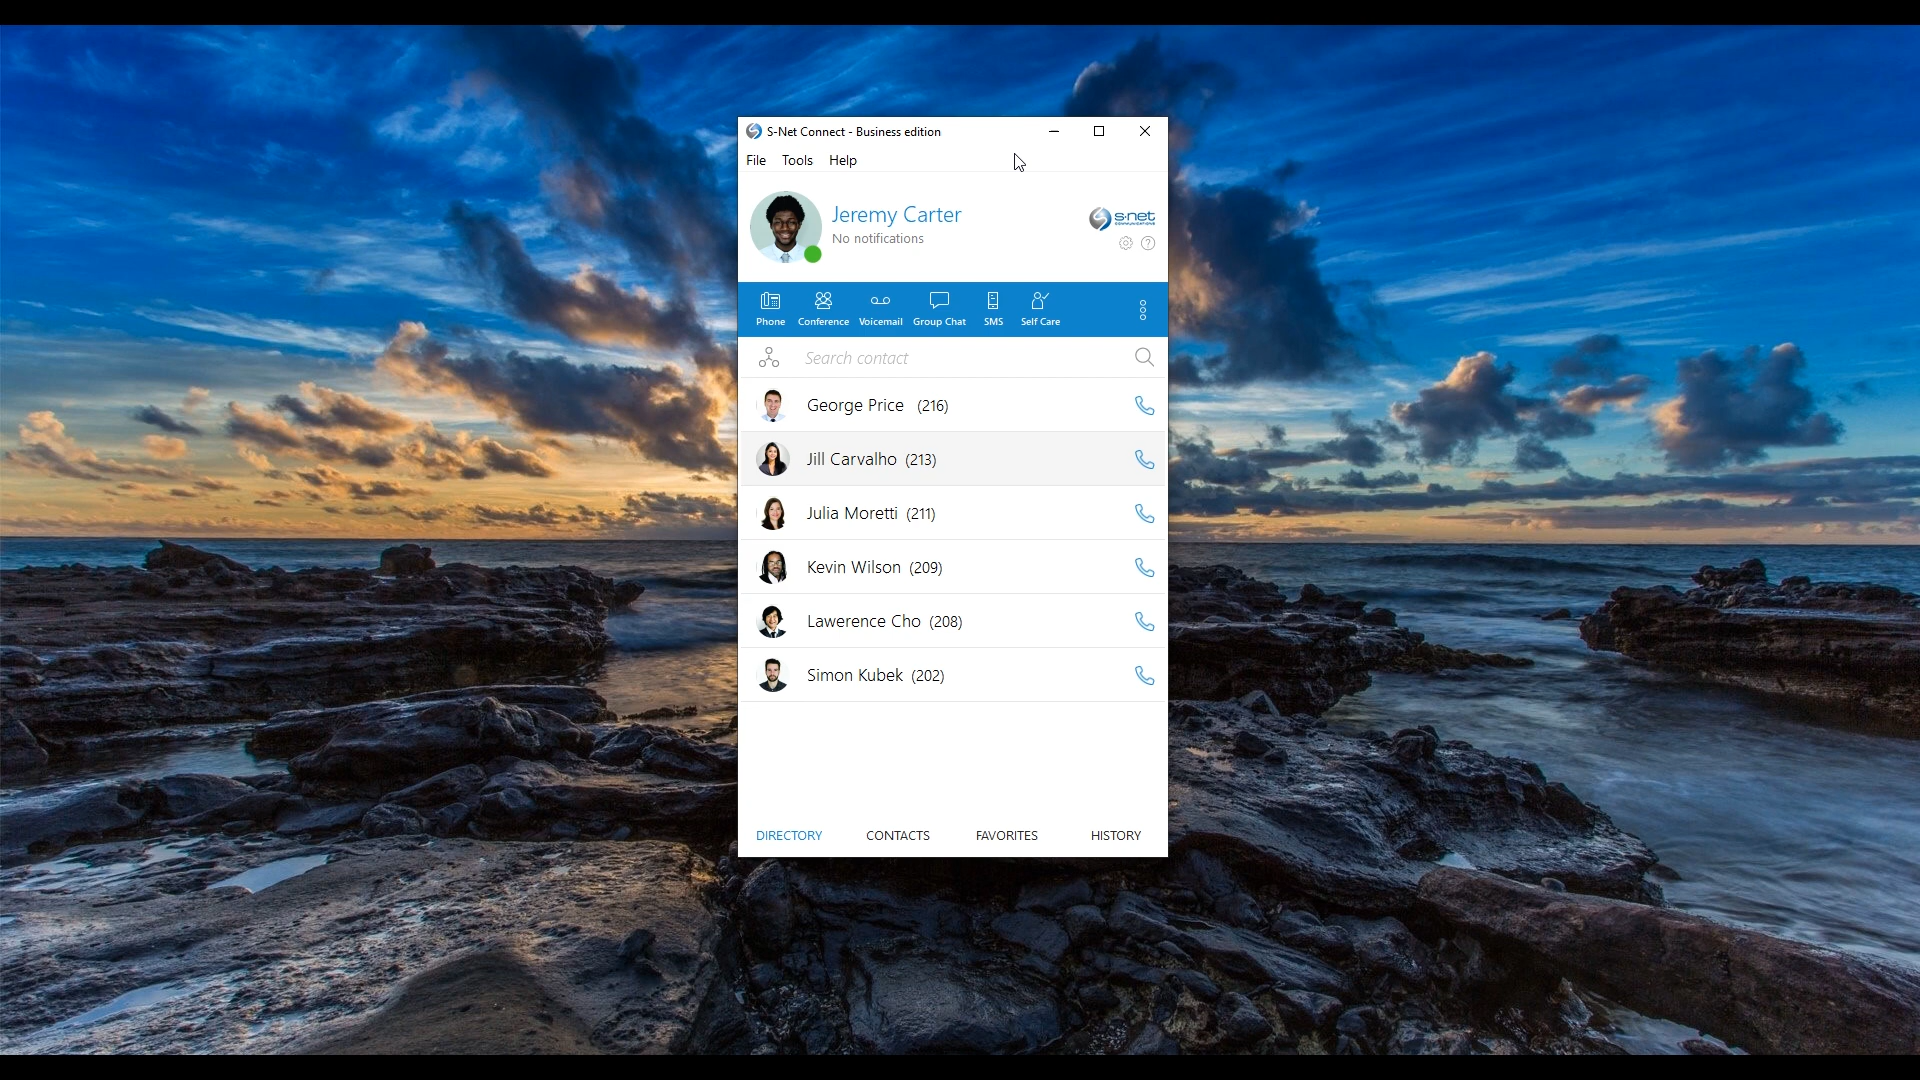 S-Net Connect - Business edition
File Tools Help
Jeremy Carter
No notifications
s·net
COMMUNICATIONS
Phone Conference Voicemail Group Chat SMS Self Care
Search contact
George Price (216)
Jill Carvalho (213)
Julia Moretti (211)
Kevin Wilson (209)
Lawerence Cho (208)
Simon Kubek (202)
DIRECTORY CONTACTS FAVORITES HISTORY